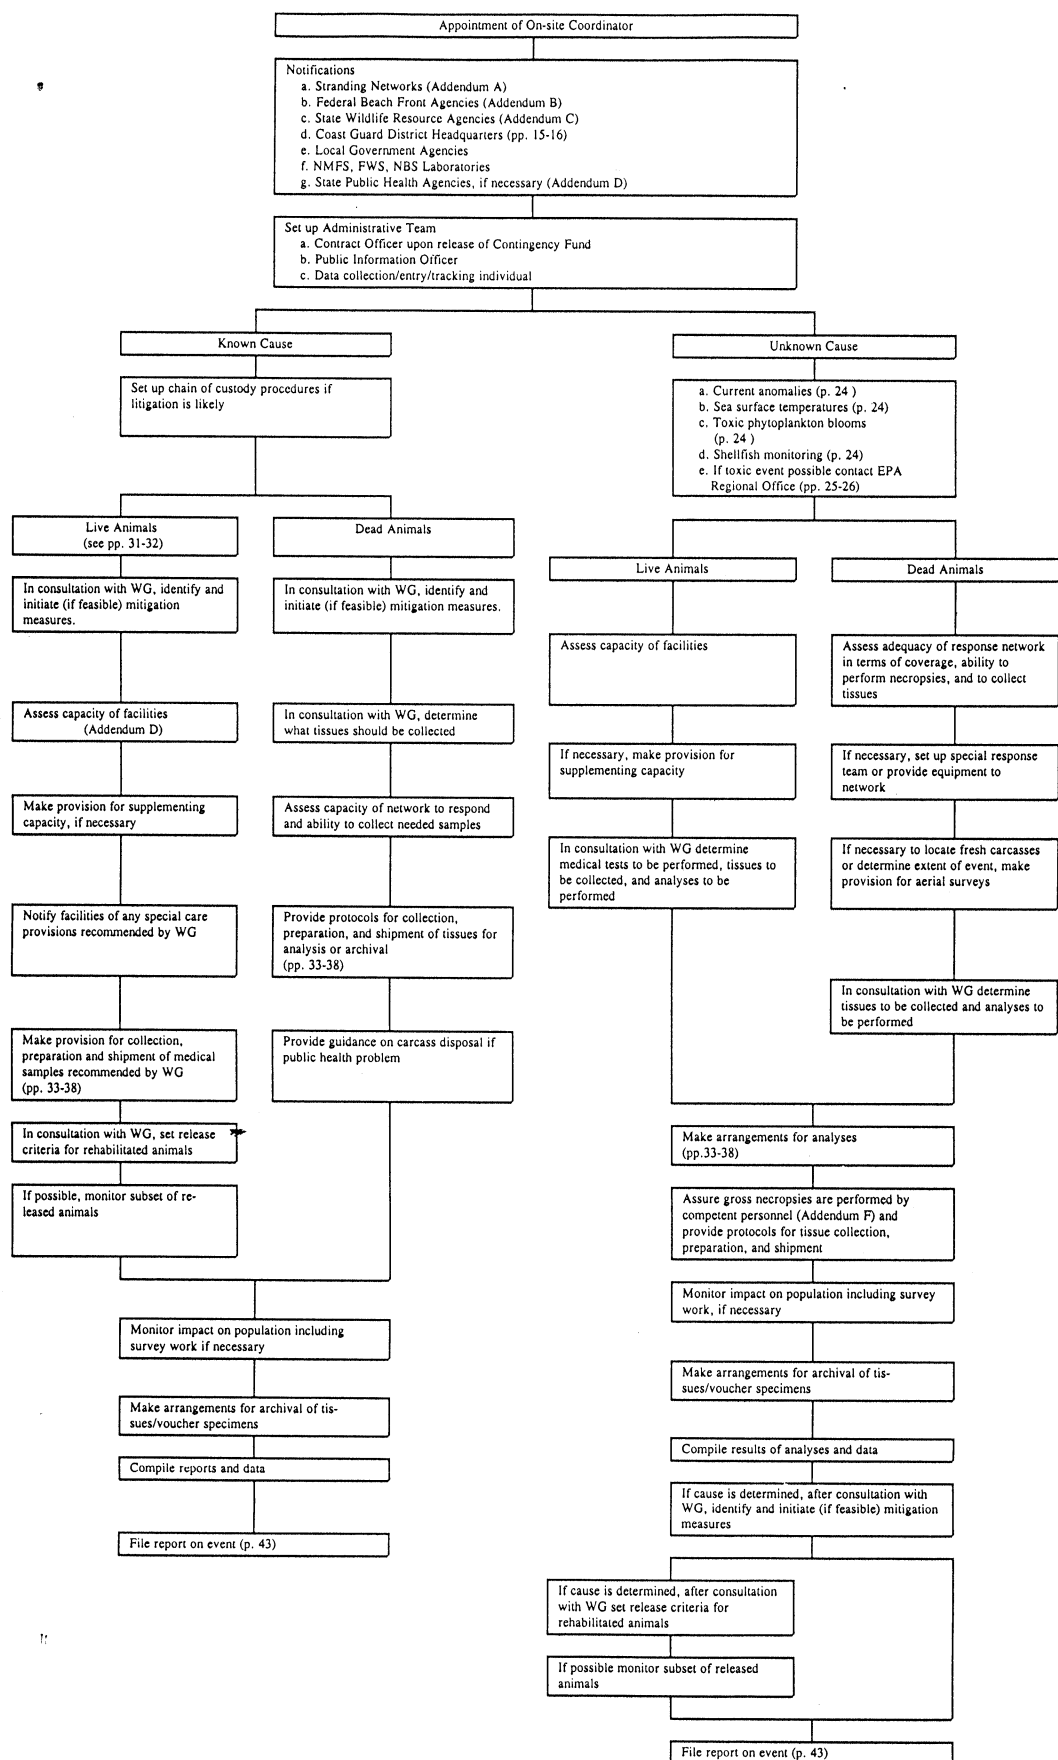 Appointment of On-site Coordinator
Notifications
a. Stranding Networks (Addendum A)
b. Federal Beach Front Agencies (Addendum B)
c. State Wildlife Resource Agencies (Addendum C)
d. Coast Guard District Headquarters (pp. 15-16)
e. Local Government Agencies
f. NMFS, FWS, NBS Laboratories
g. State Public Health Agencies, if necessary (Addendum D)
Set up Administrative Team
a. Contract Officer upon release of Contingency Fund
b. Public Information Officer
c. Data collection/entry/tracking individual
Known Cause
Set up chain of custody procedures if
litigation is likely
Live Animals
(see pp. 31-32)
In consultation with WG, identify and
initiate (if feasible) mitigation
measures.
Assess capacity of facilities
(Addendum D)
Make provision for supplementing
capacity, if necessary
Notify facilities of any special care
provisions recommended by WG
Make provision for collection,
preparation and shipment of medical
samples recommended by WG
(pp. 33-38)
In consultation with WG, set release
criteria for rehabilitated animals
If possible, monitor subset of re-
leased animals
Dead Animals
In consultation with WG, identify and
initiate (if feasible) mitigation measures.
In consultation with WG, determine
what tissues should be collected
Assess capacity of network to respond
and ability to collect needed samples
Provide protocols for collection,
preparation, and shipment of tissues for
analysis or archival
(pp. 33-38)
Provide guidance on carcass disposal if
public health problem
Monitor impact on population including
survey work if necessary
Make arrangements for archival of tis-
sues/voucher specimens
Compile reports and data
File report on event (p. 43)
Unknown Cause
a. Current anomalies (p. 24 )
b. Sea surface temperatures (p. 24)
c. Toxic phytoplankton blooms
(p. 24 )
d. Shellfish monitoring (p. 24)
e. If toxic event possible contact EPA
Regional Office (pp. 25-26)
Live Animals
Assess capacity of facilities
If necessary, make provision for
supplementing capacity
In consultation with WG determine
medical tests to be performed, tissues to
be collected, and analyses to be
performed
Dead Animals
Assess adequacy of response network
in terms of coverage, ability to
perform necropsies, and to collect
tissues
If necessary, set up special response
team or provide equipment to
network
If necessary to locate fresh carcasses
or determine extent of event, make
provision for aerial surveys
In consultation with WG determine
tissues to be collected and analyses to
be performed
Make arrangements for analyses
(pp.33-38)
Assure gross necropsies are performed by
competent personnel (Addendum F) and
provide protocols for tissue collection,
preparation, and shipment
Monitor impact on population including survey
work, if necessary
Make arrangements for archival of tis-
sues/voucher specimens
Compile results of analyses and data
If cause is determined, after consultation with
WG, identify and initiate (if feasible) mitigation
measures
If cause is determined, after consultation
with WG set release criteria for
rehabilitated animals
If possible monitor subset of released
animals
File report on event (p. 43)